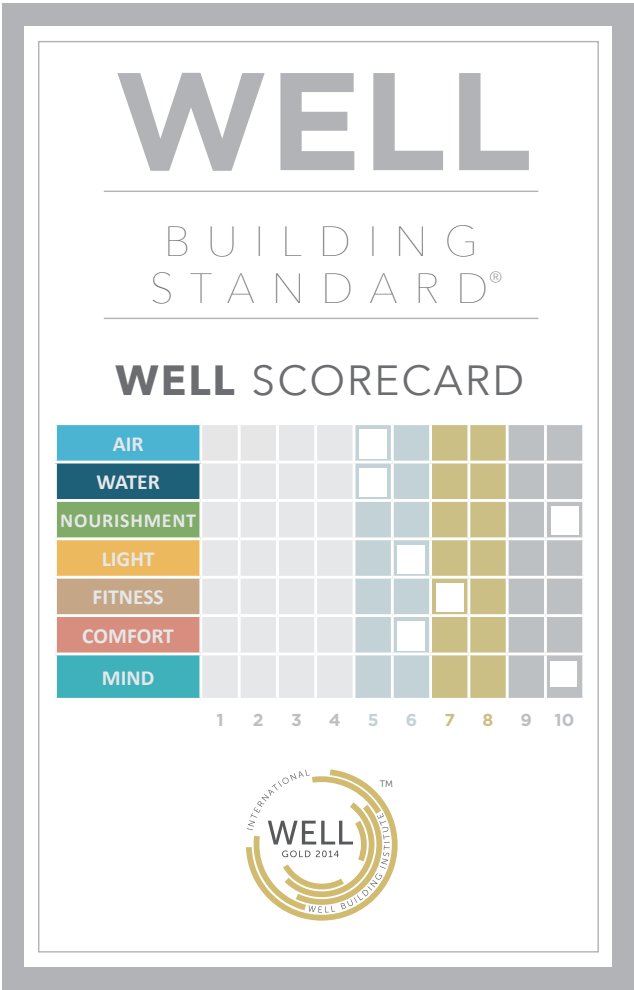 WELL
BUILDING
STANDARD®
WELL SCORECARD
AIR
WATER
NOURISHMENT
LIGHT
FITNESS
COMFORT
MIND
1 2 3 4 5 6 7 8 9 10
INTERNATIONAL
WELL BUILDING INSTITUTE
TM
WELL
GOLD 2014